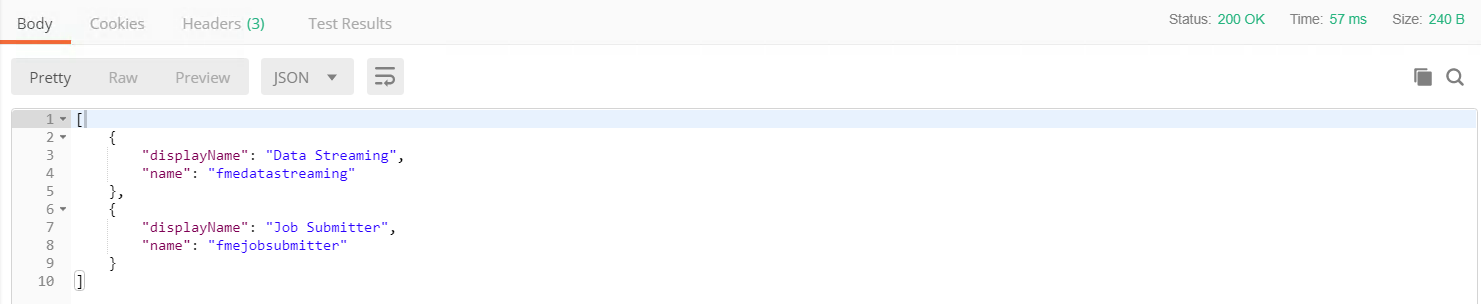 Body Cookies Headers (3) Test Results Status: 200 OK Time: 57 ms Size: 240 B
Pretty Raw Preview JSON
1 [
2 {
3 "displayName": "Data Streaming",
4 "name": "fmedatastreaming"
5 },
6 {
7 "displayName": "Job Submitter",
8 "name": "fmejobsubmitter"
9 }
10 ]